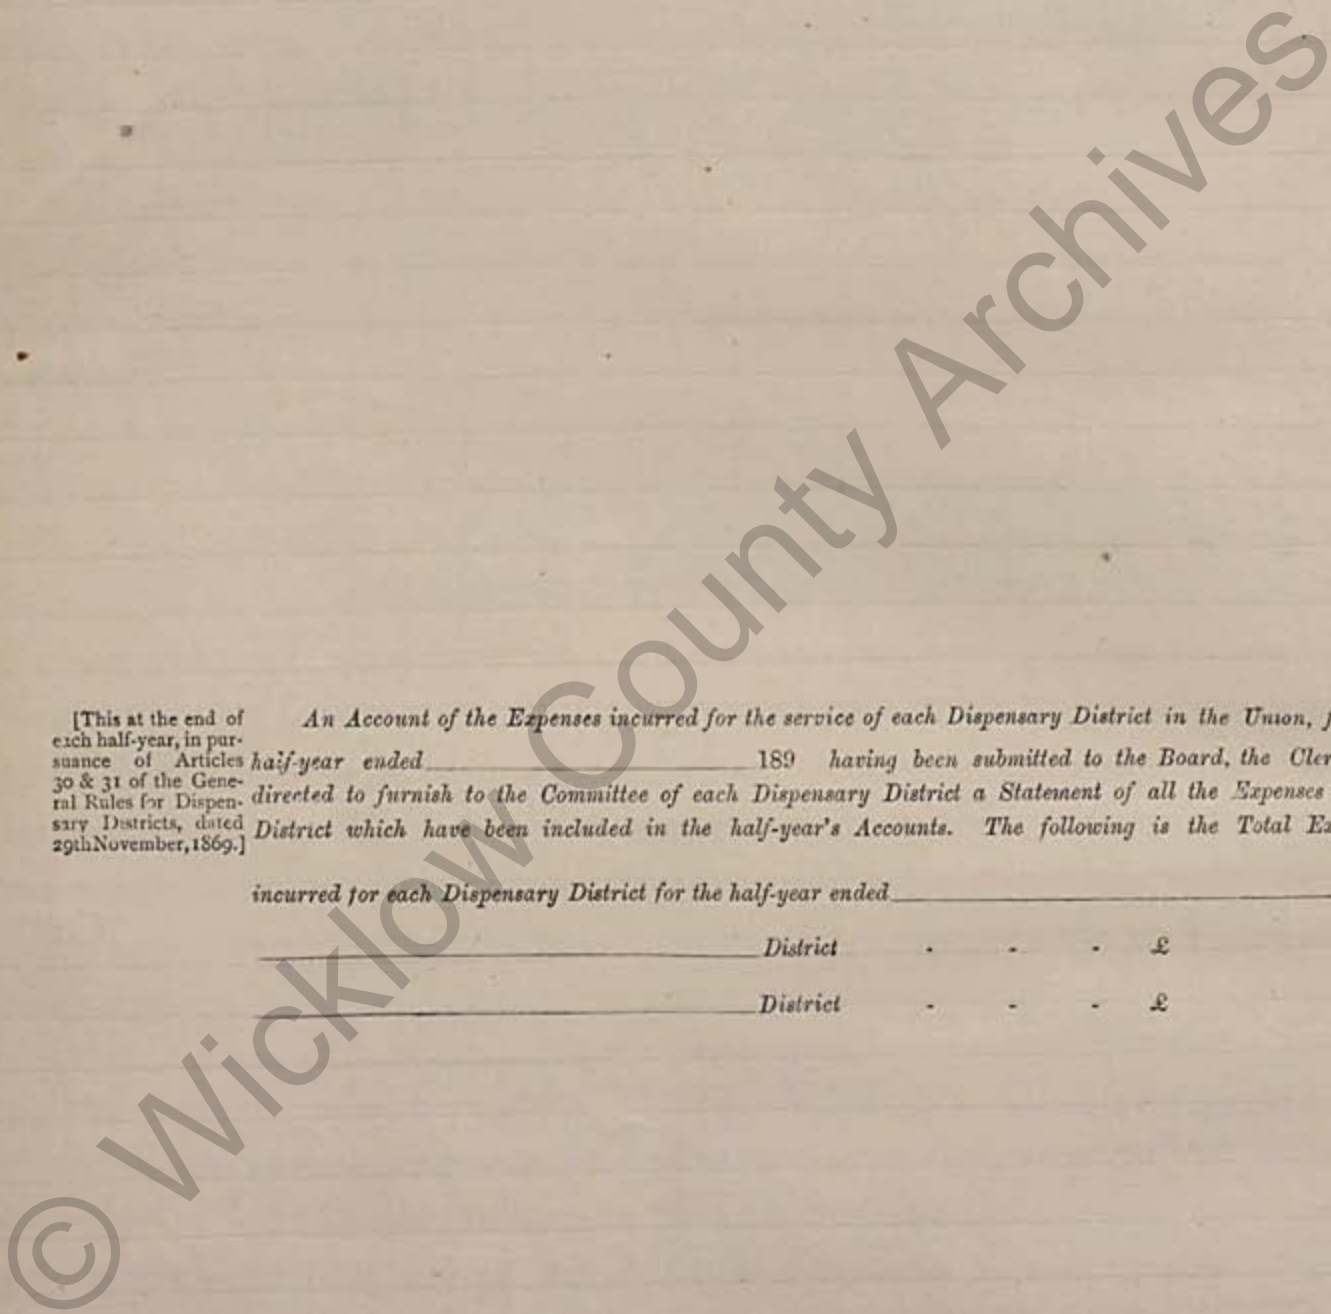 [This at the end of
each half-year, in pur-
suance of Articles
30 & 31 of the Gene-
ral Rules for Dispen-
sary Districts, dated
29thNovember,1869.]
An Account of the Expenses incurred for the service of each Dispensary District in the Union,
half-year ended 189 having been submitted to the Board, the Cler
directed to furnish to the Committee of each Dispensary District a Statement of all the Expenses
District which have been included in the half-year's Accounts. The following is the Total Ex
incurred for each Dispensary District for the half-year ended
District - - - £
District - - - £
© Wicklow County Archives